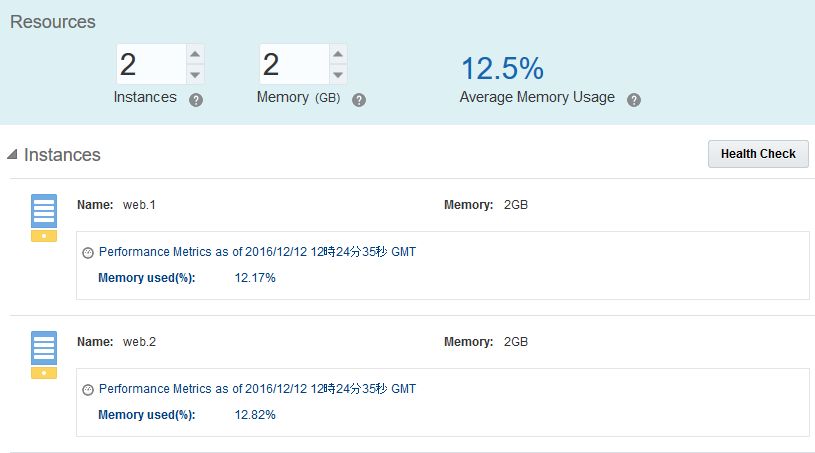 Resources
2 2 12.5%
Instances ? Memory (GB) ? Average Memory Usage ?
Instances Health Check
Name: web.1 Memory: 2GB
Performance Metrics as of 2016/12/12 12時24分35秒 GMT
Memory used(%): 12.17%
Name: web.2 Memory: 2GB
Performance Metrics as of 2016/12/12 12時24分35秒 GMT
Memory used(%): 12.82%